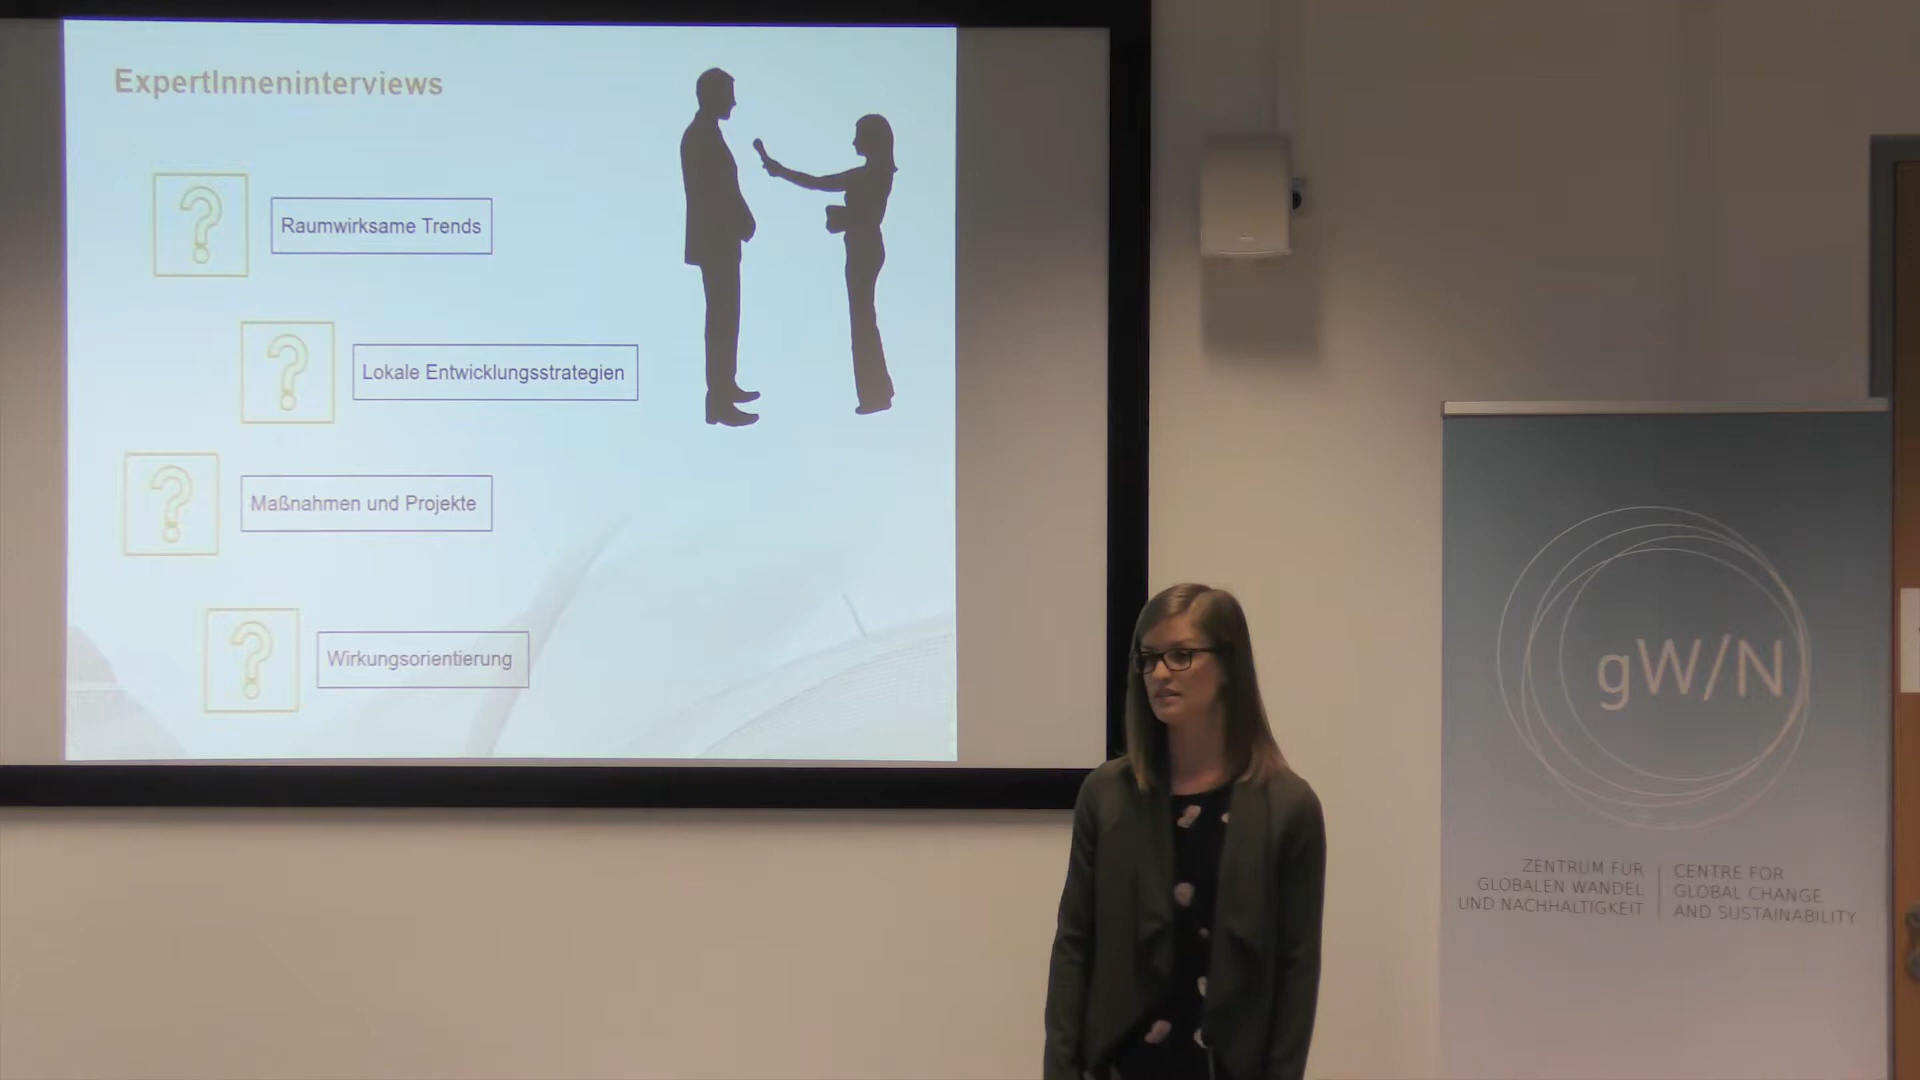 ExpertInneninterviews
Raumwirksame Trends
Lokale Entwicklungsstrategien
Maßnahmen und Projekte
Wirkungsorientierung
gW/N
ZENTRUM FÜR
GLOBALEN WANDEL
UND NACHHALTIGKEIT
CENTRE FOR
GLOBAL CHANGE
AND SUSTAINABILITY